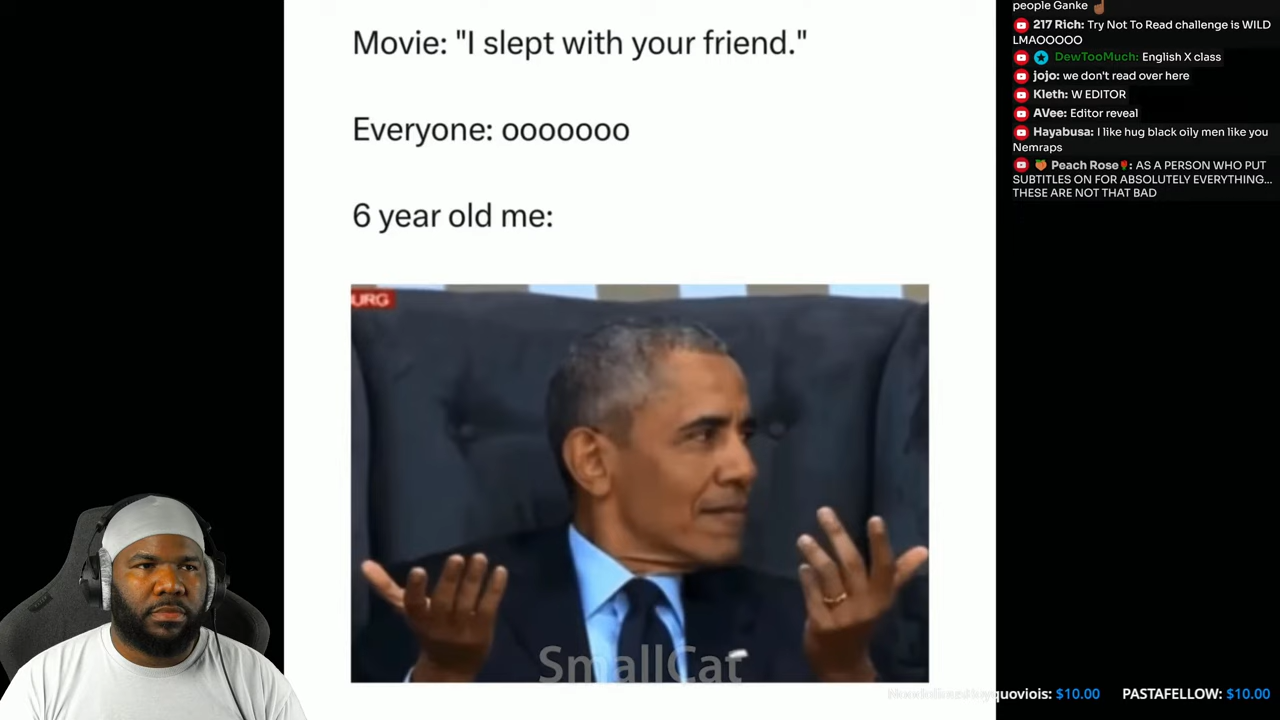 Movie: "I slept with your friend."
Everyone: ooooooo
6 year old me:
URG
SmallCat
people Ganke
217 Rich: Try Not To Read challenge is WILD
LMAOOOOO
DewTooMuch: English X class
jojo: we don't read over here
Kleth: W EDITOR
AVee: Editor reveal
Hayabusa: I like hug black oily men like you
Nemraps
Peach Rose: AS A PERSON WHO PUT
SUBTITLES ON FOR ABSOLUTELY EVERYTHING...
THESE ARE NOT THAT BAD
quoviois: $10.00 PASTAFELLOW: $10.00